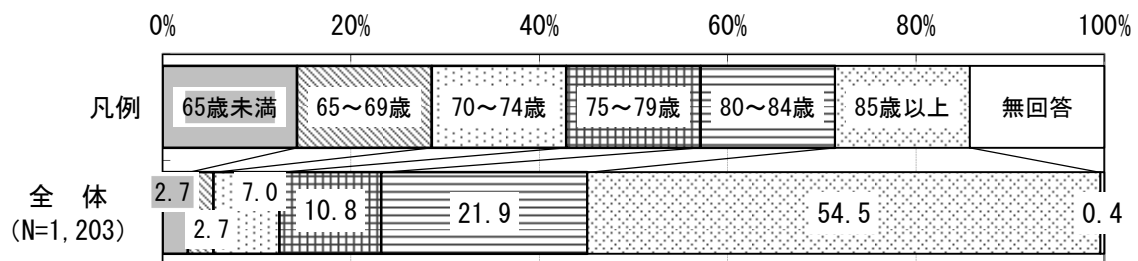 0% 20% 40% 60% 80% 100%
凡例 65歳未満 65～69歳 70～74歳 75～79歳 80～84歳 85歳以上 無回答
全 体
(N=1,203)
2.7 2.7 7.0 10.8 21.9 54.5 0.4